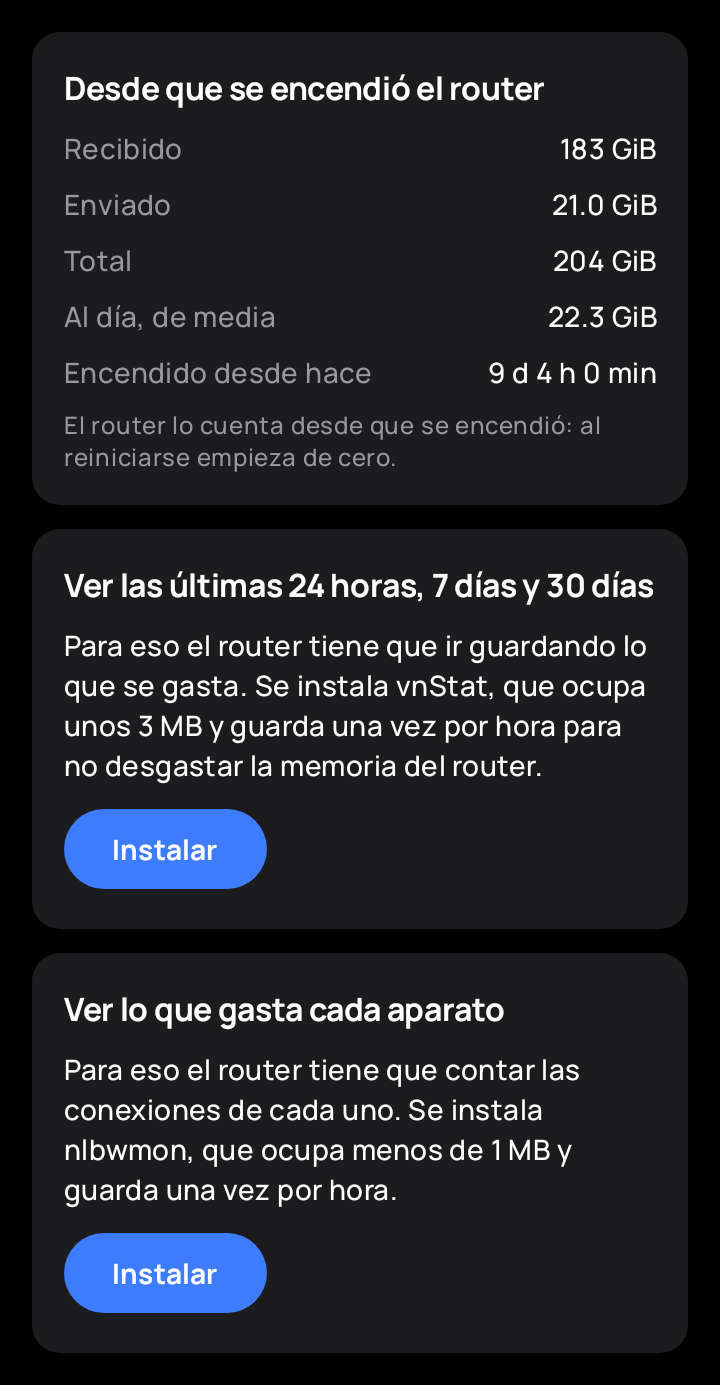 Desde que se encendió el router
Recibido 183 GiB
Enviado 21.0 GiB
Total 204 GiB
Al día, de media 22.3 GiB
Encendido desde hace 9 d 4 h 0 min
El router lo cuenta desde que se encendió: al
reiniciarse empieza de cero.
Ver las últimas 24 horas, 7 días y 30 días
Para eso el router tiene que ir guardando lo
que se gasta. Se instala vnStat, que ocupa
unos 3 MB y guarda una vez por hora para
no desgastar la memoria del router.
Instalar
Ver lo que gasta cada aparato
Para eso el router tiene que contar las
conexiones de cada uno. Se instala
nlbwmon, que ocupa menos de 1 MB y
guarda una vez por hora.
Instalar